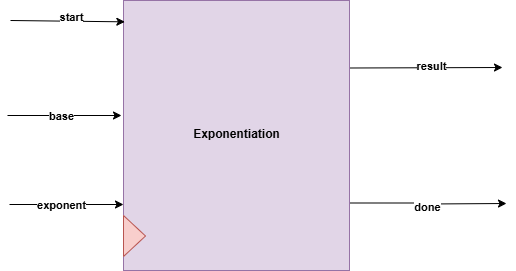 start
result
base
Exponentiation
exponent
done